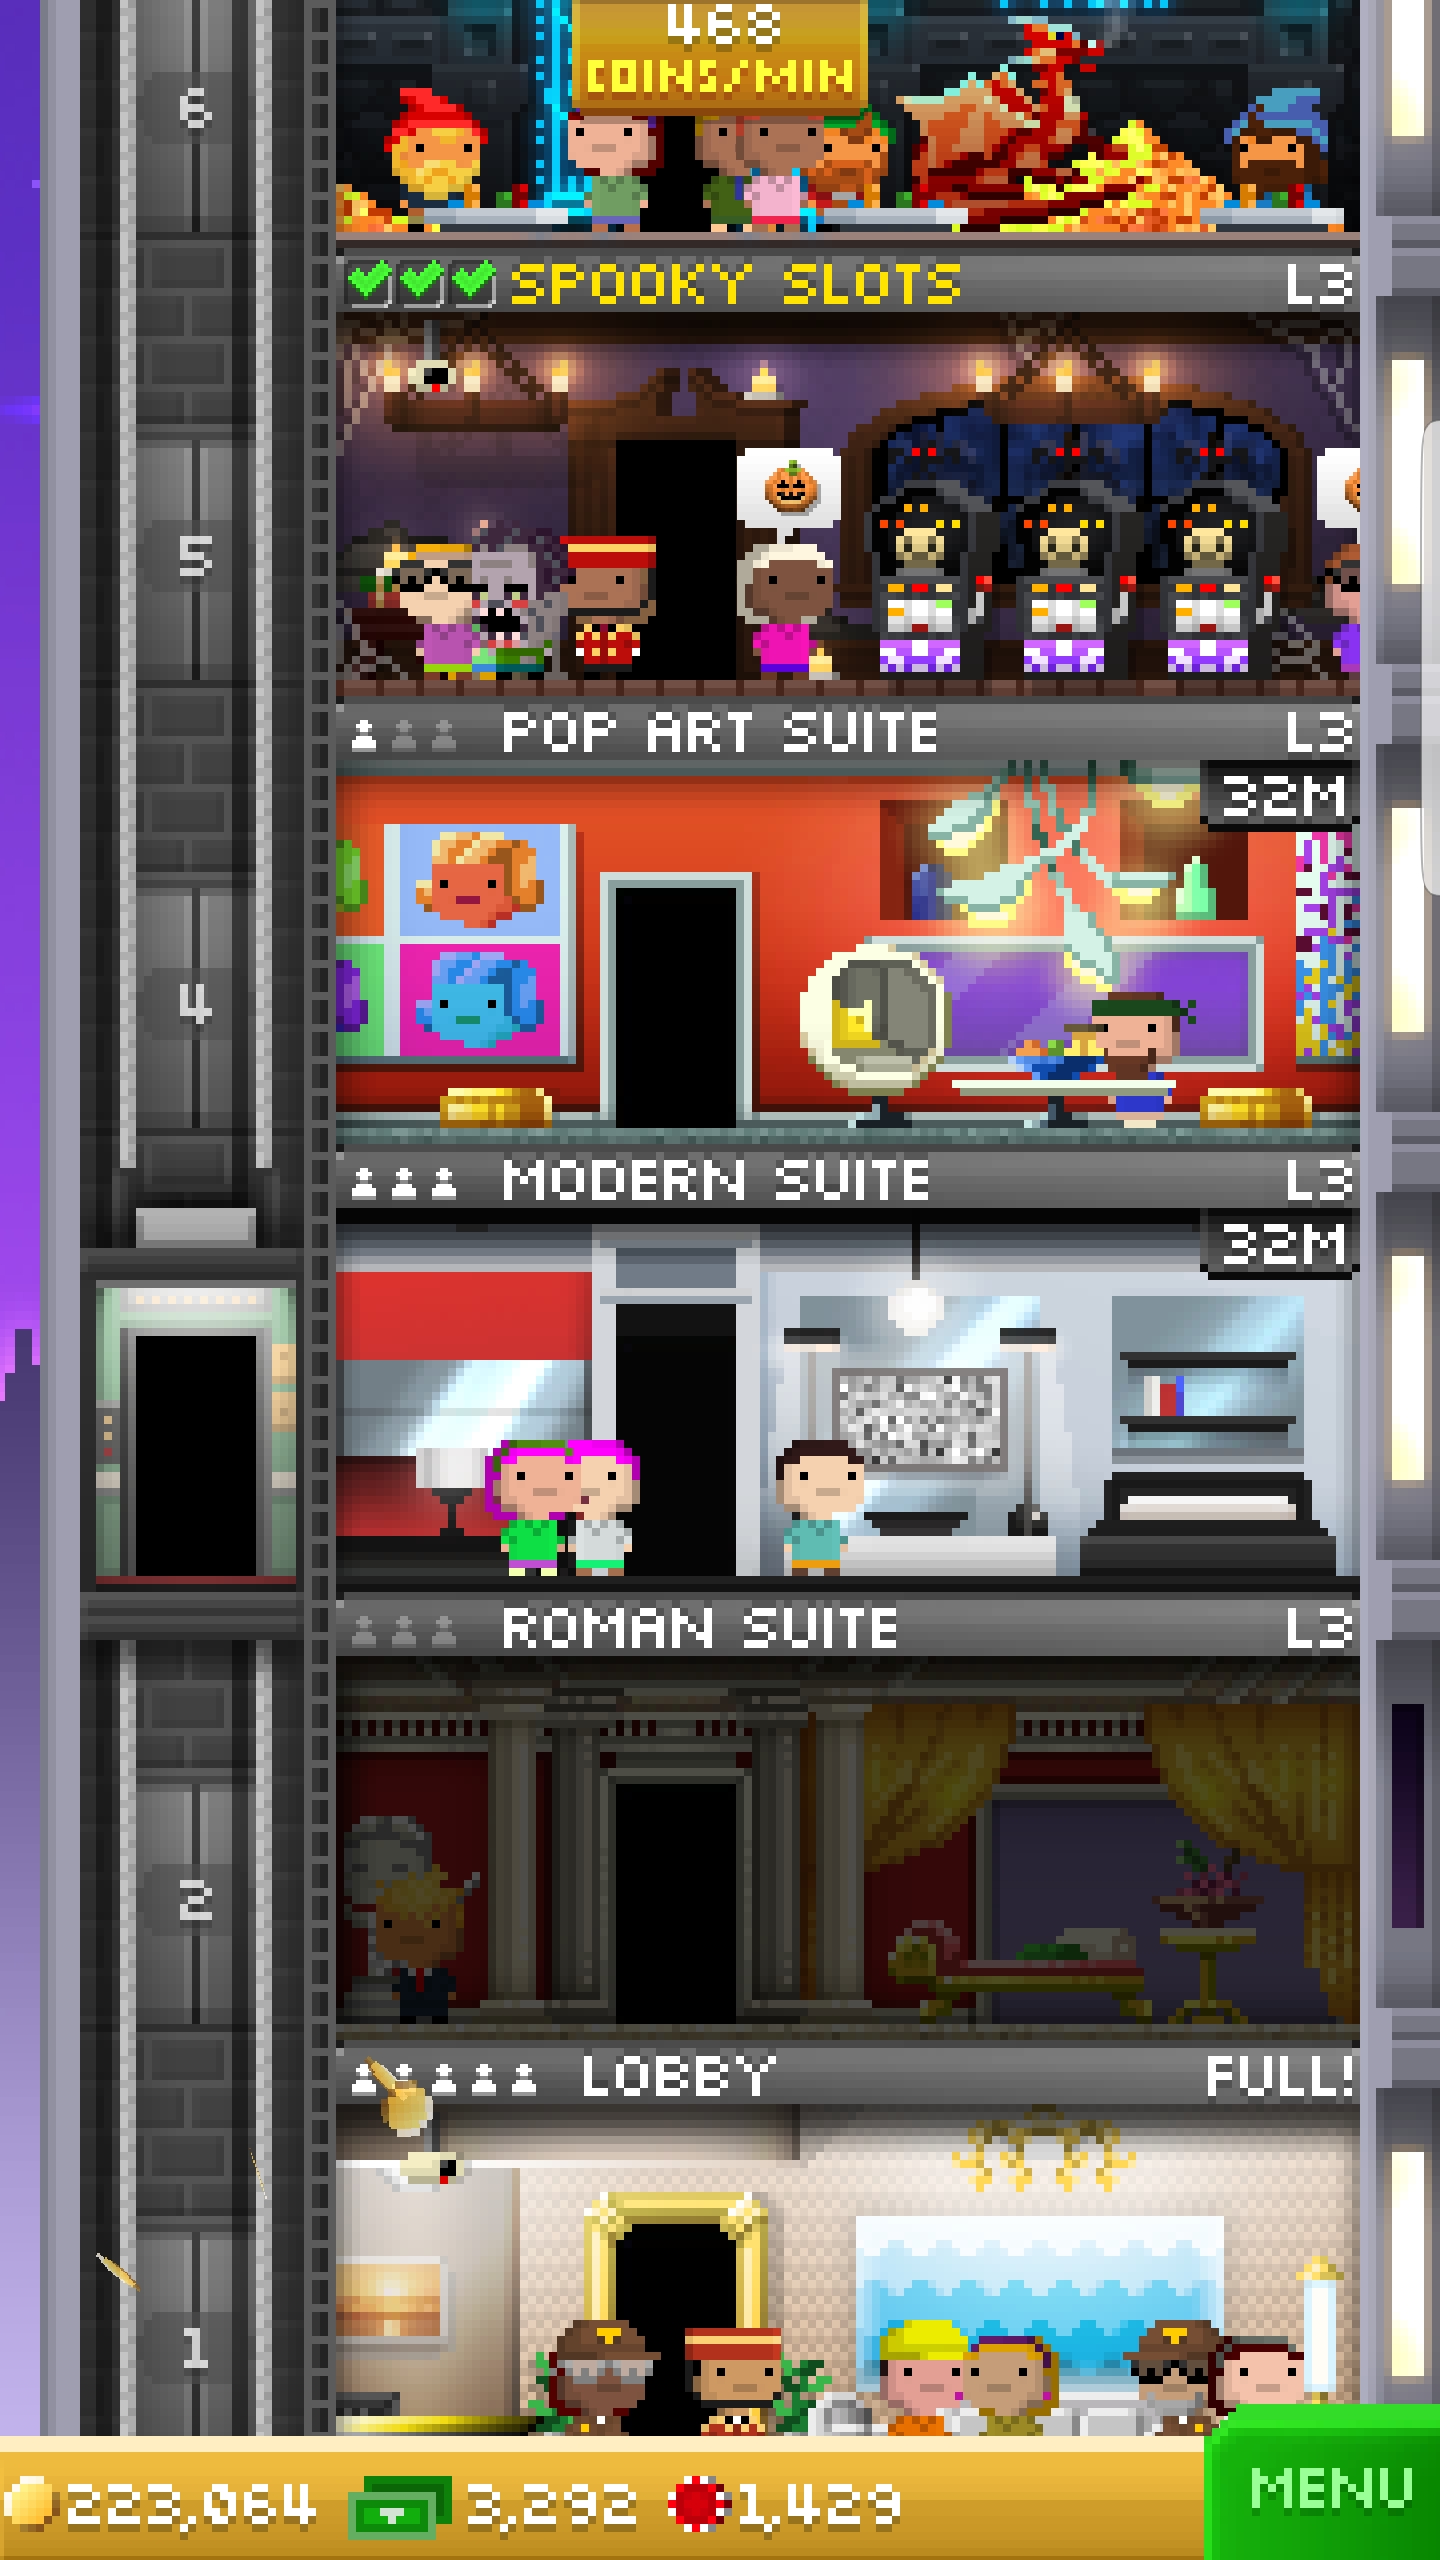 468
COINS/MIN
6
SPOOKY SLOTS L3
5
POP ART SUITE L3
32M
4
MODERN SUITE L3
32M
ROMAN SUITE L3
2
LOBBY FULL!
1
223,064 3,292 1,429 MENU